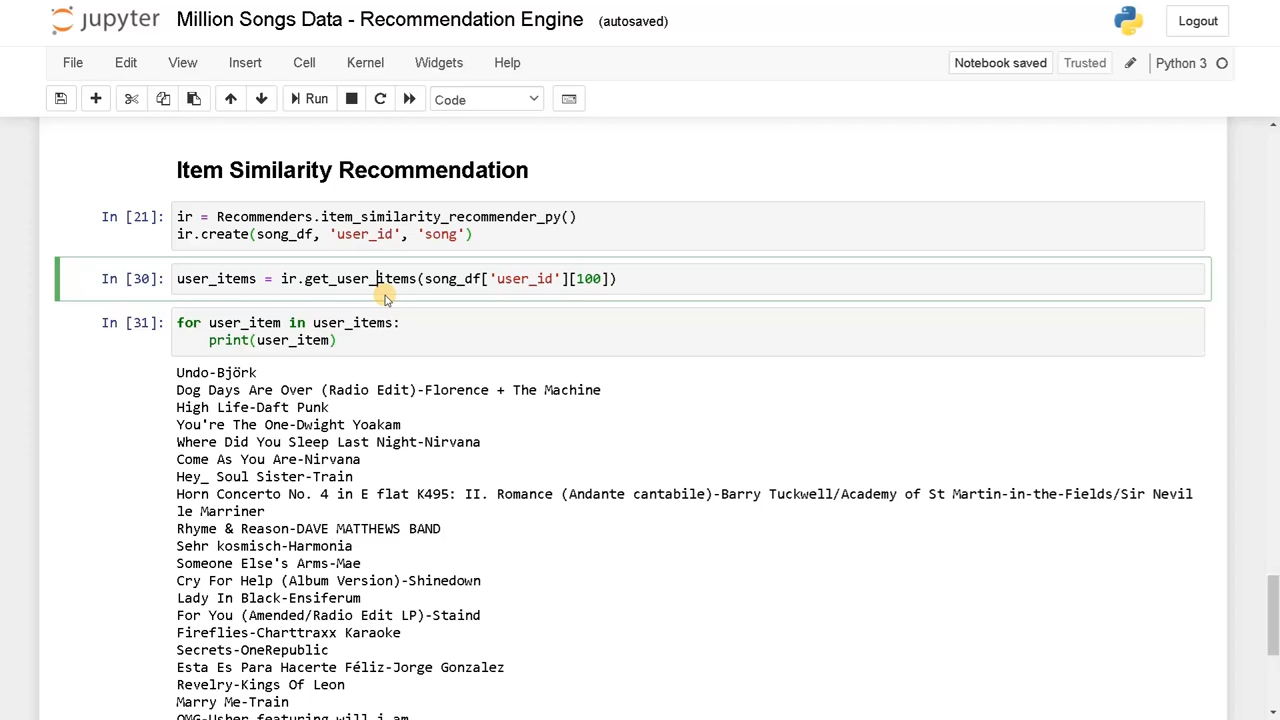 jupyter Million Songs Data - Recommendation Engine (autosaved) Logout
File Edit View Insert Cell Kernel Widgets Help Notebook saved Trusted Python 3
Run Code
Item Similarity Recommendation
In [21]: ir = Recommenders.item_similarity_recommender_py()
ir.create(song_df, 'user_id', 'song')
In [30]: user_items = ir.get_user_items(song_df['user_id'][100])
In [31]: for user_item in user_items:
print(user_item)
Undo-Björk
Dog Days Are Over (Radio Edit)-Florence + The Machine
High Life-Daft Punk
You're The One-Dwight Yoakam
Where Did You Sleep Last Night-Nirvana
Come As You Are-Nirvana
Hey_ Soul Sister-Train
Horn Concerto No. 4 in E flat K495: II. Romance (Andante cantabile)-Barry Tuckwell/Academy of St Martin-in-the-Fields/Sir Nevil
le Marriner
Rhyme & Reason-DAVE MATTHEWS BAND
Sehr kosmisch-Harmonia
Someone Else's Arms-Mae
Cry For Help (Album Version)-Shinedown
Lady In Black-Ensiferum
For You (Amended/Radio Edit LP)-Staind
Fireflies-Charttraxx Karaoke
Secrets-OneRepublic
Esta Es Para Hacerte Féliz-Jorge Gonzalez
Revelry-Kings Of Leon
Marry Me-Train
OMG-Usher featuring will.i.am